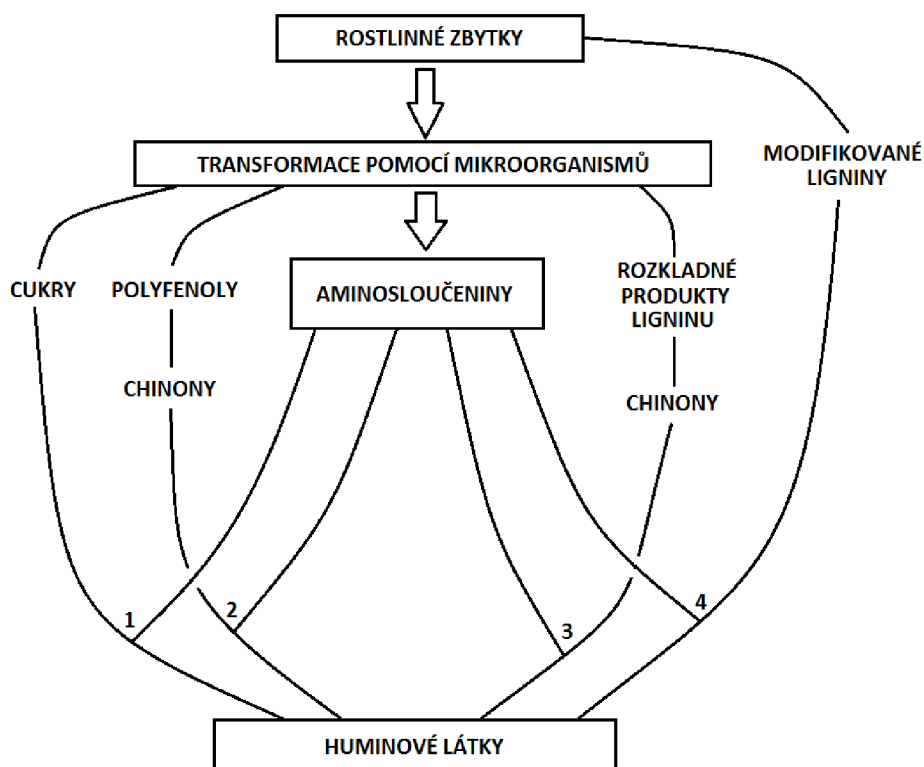 ROSTLINNÉ ZBYTKY
TRANSFORMACE POMOCÍ MIKROORGANISMŮ
MODIFIKOVANÉ
LIGNINY
CUKRY
POLYFENOLY
AMINOSLOUČENINY
ROZKLADNÉ
PRODUKTY
LIGNINU
CHINONY
CHINONY
1
2
3
4
HUMINOVÉ LÁTKY